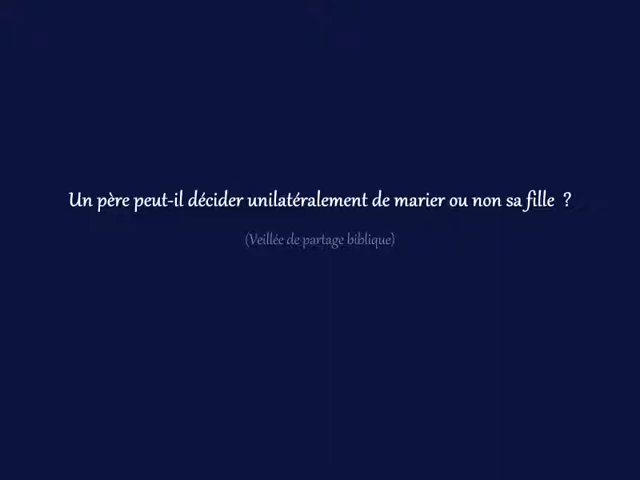 Un père peut-il décider unilatéralement de marier ou non sa fille ?
(Veillée de partage biblique)